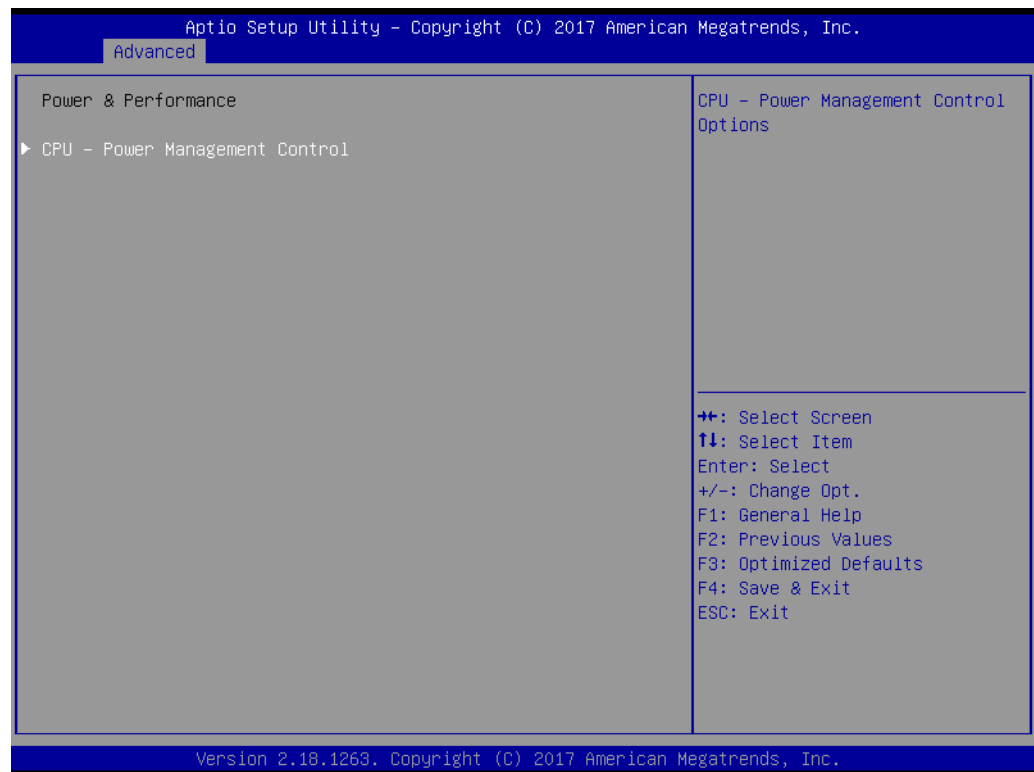 Aptio Setup Utility – Copyright (C) 2017 American Megatrends, Inc.
Advanced
Power & Performance
▶ CPU – Power Management Control
CPU – Power Management Control
Options
→←: Select Screen
↑↓: Select Item
Enter: Select
+/-: Change Opt.
F1: General Help
F2: Previous Values
F3: Optimized Defaults
F4: Save & Exit
ESC: Exit
Version 2.18.1263. Copyright (C) 2017 American Megatrends, Inc.